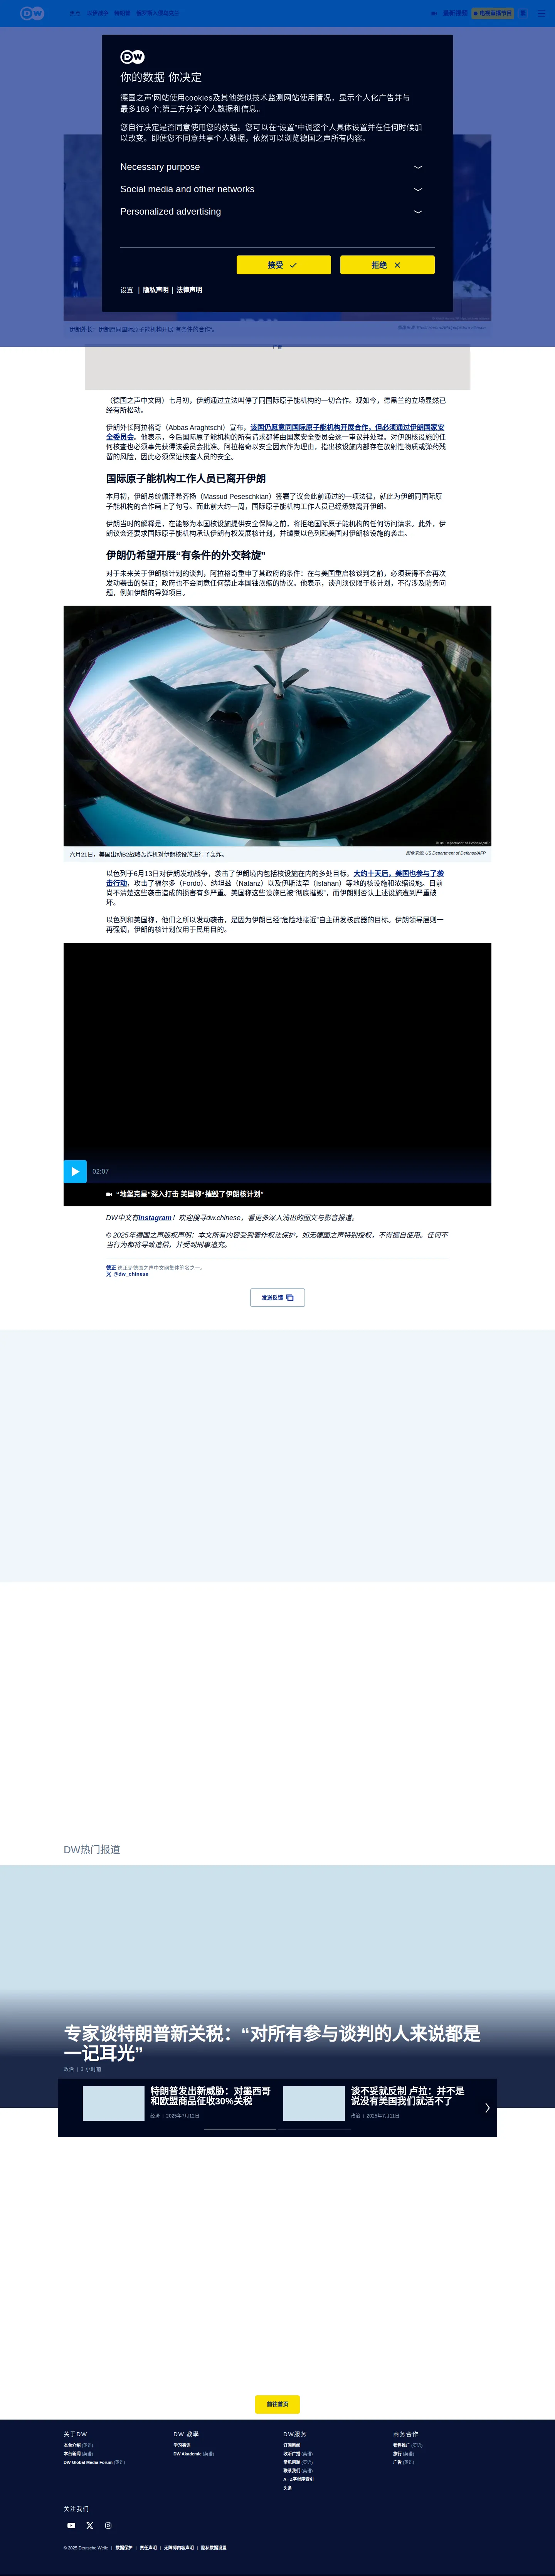 DW
你的数据 你决定
德国之声’网站使用cookies及其他类似技术监测网站使用情况，显示个人化广告并与
最多186 个;第三方分享个人数据和信息。
您自行决定是否同意使用您的数据。您可以在“设置”中调整个人具体设置并在任何时候加
以改变。即便您不同意共享个人数据，依然可以浏览德国之声所有内容。
Necessary purpose
Social media and other networks
Personalized advertising
接受
拒绝
设置 | 隐私声明 | 法律声明
伊朗外长：伊朗愿同国际原子能机构开展“有条件的合作”。
广告
（德国之声中文网）七月初，伊朗通过立法叫停了同国际原子能机构的一切合作。现如今，德黑兰的立场显然已
经有所松动。
伊朗外长阿拉格奇（Abbas Araghtschi）宣布，该国仍愿意同国际原子能机构开展合作，但必须通过伊朗国家安
全委员会。他表示，今后国际原子能机构的所有请求都将由国家安全委员会逐一审议并处理。对伊朗核设施的任
何核查也必须事先获得该委员会批准。阿拉格奇以安全因素作为理由，指出核设施内部存在放射性物质或弹药残
留的风险，因此必须保证核查人员的安全。
国际原子能机构工作人员已离开伊朗
本月初，伊朗总统佩泽希齐扬（Massud Peseschkian）签署了议会此前通过的一项法律，就此为伊朗同国际原
子能机构的合作画上了句号。而此前大约一周，国际原子能机构工作人员已经悉数离开伊朗。
伊朗当时的解释是，在能够为本国核设施提供安全保障之前，将拒绝国际原子能机构的任何访问请求。此外，伊
朗议会还要求国际原子能机构承认伊朗有权发展核计划，并谴责以色列和美国对伊朗核设施的袭击。
伊朗仍希望开展“有条件的外交斡旋”
对于未来关于伊朗核计划的谈判，阿拉格奇重申了其政府的条件：在与美国重启核谈判之前，必须获得不会再次
发动袭击的保证；政府也不会同意任何禁止本国铀浓缩的协议。他表示，谈判须仅限于核计划，不得涉及防务问
题，例如伊朗的导弹项目。
© US Department of Defense/AFP
六月21日，美国出动B2战略轰炸机对伊朗核设施进行了轰炸。
图像来源: US Department of Defense/AFP
以色列于6月13日对伊朗发动战争，袭击了伊朗境内包括核设施在内的多处目标。大约十天后，美国也参与了袭
击行动，攻击了福尔多（Fordo）、纳坦兹（Natanz）以及伊斯法罕（Isfahan）等地的核设施和浓缩设施。目前
尚不清楚这些袭击造成的损害有多严重。美国称这些设施已被“彻底摧毁”，而伊朗则否认上述设施遭到严重破
坏。
以色列和美国称，他们之所以发动袭击，是因为伊朗已经“危险地接近”自主研发核武器的目标。伊朗领导层则一
再强调，伊朗的核计划仅用于民用目的。
02:07
“地堡克星”深入打击 美国称“摧毁了伊朗核计划”
DW中文有Instagram！欢迎搜寻dw.chinese，看更多深入浅出的图文与影音报道。
© 2025年德国之声版权声明：本文所有内容受到著作权法保护，如无德国之声特别授权，不得擅自使用。任何不
当行为都将导致追偿，并受到刑事追究。
德正 德正是德国之声中文网集体笔名之一。
@dw_chinese
发送反馈
DW热门报道
专家谈特朗普新关税：“对所有参与谈判的人来说都是
一记耳光”
政治 | 3 小时前
特朗普发出新威胁：对墨西哥
和欧盟商品征收30%关税
经济 | 2025年7月12日
谈不妥就反制 卢拉：并不是
说没有美国我们就活不了
政治 | 2025年7月11日
前往首页
关于DW
本台介绍 (英语)
本台新闻 (英语)
DW Global Media Forum (英语)
DW 教學
学习德语
DW Akademie (英语)
DW服务
订阅新闻
收听广播 (英语)
常见问题 (英语)
联系我们 (英语)
A - Z字母序索引
头条
商务合作
销售推广 (英语)
旅行 (英语)
广告 (英语)
关注我们
© 2025 Deutsche Welle | 数据保护 | 责任声明 | 无障碍内容声明 | 隐私数据设置